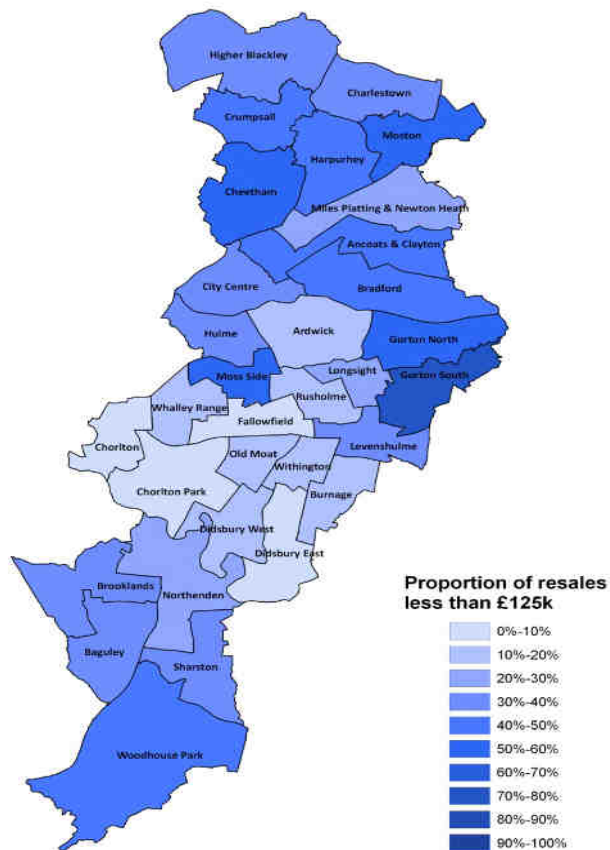 Higher Blackley
Charlestown
Crumpsall
Moston
Harpurhey
Cheetham
Miles Platting & Newton Heath
Ancoats & Clayton
City Centre
Bradford
Hulme
Ardwick
Gorton North
Moss Side
Longsight
Gorton South
Whalley Range
Rusholme
Fallowfield
Chorlton
Levenshulme
Old Moat
Withington
Chorlton Park
Burnage
Didsbury West
Didsbury East
Brooklands
Northenden
Baguley
Sharston
Woodhouse Park
Proportion of resales
less than £125k
0%-10%
10%-20%
20%-30%
30%-40%
40%-50%
50%-60%
60%-70%
70%-80%
80%-90%
90%-100%